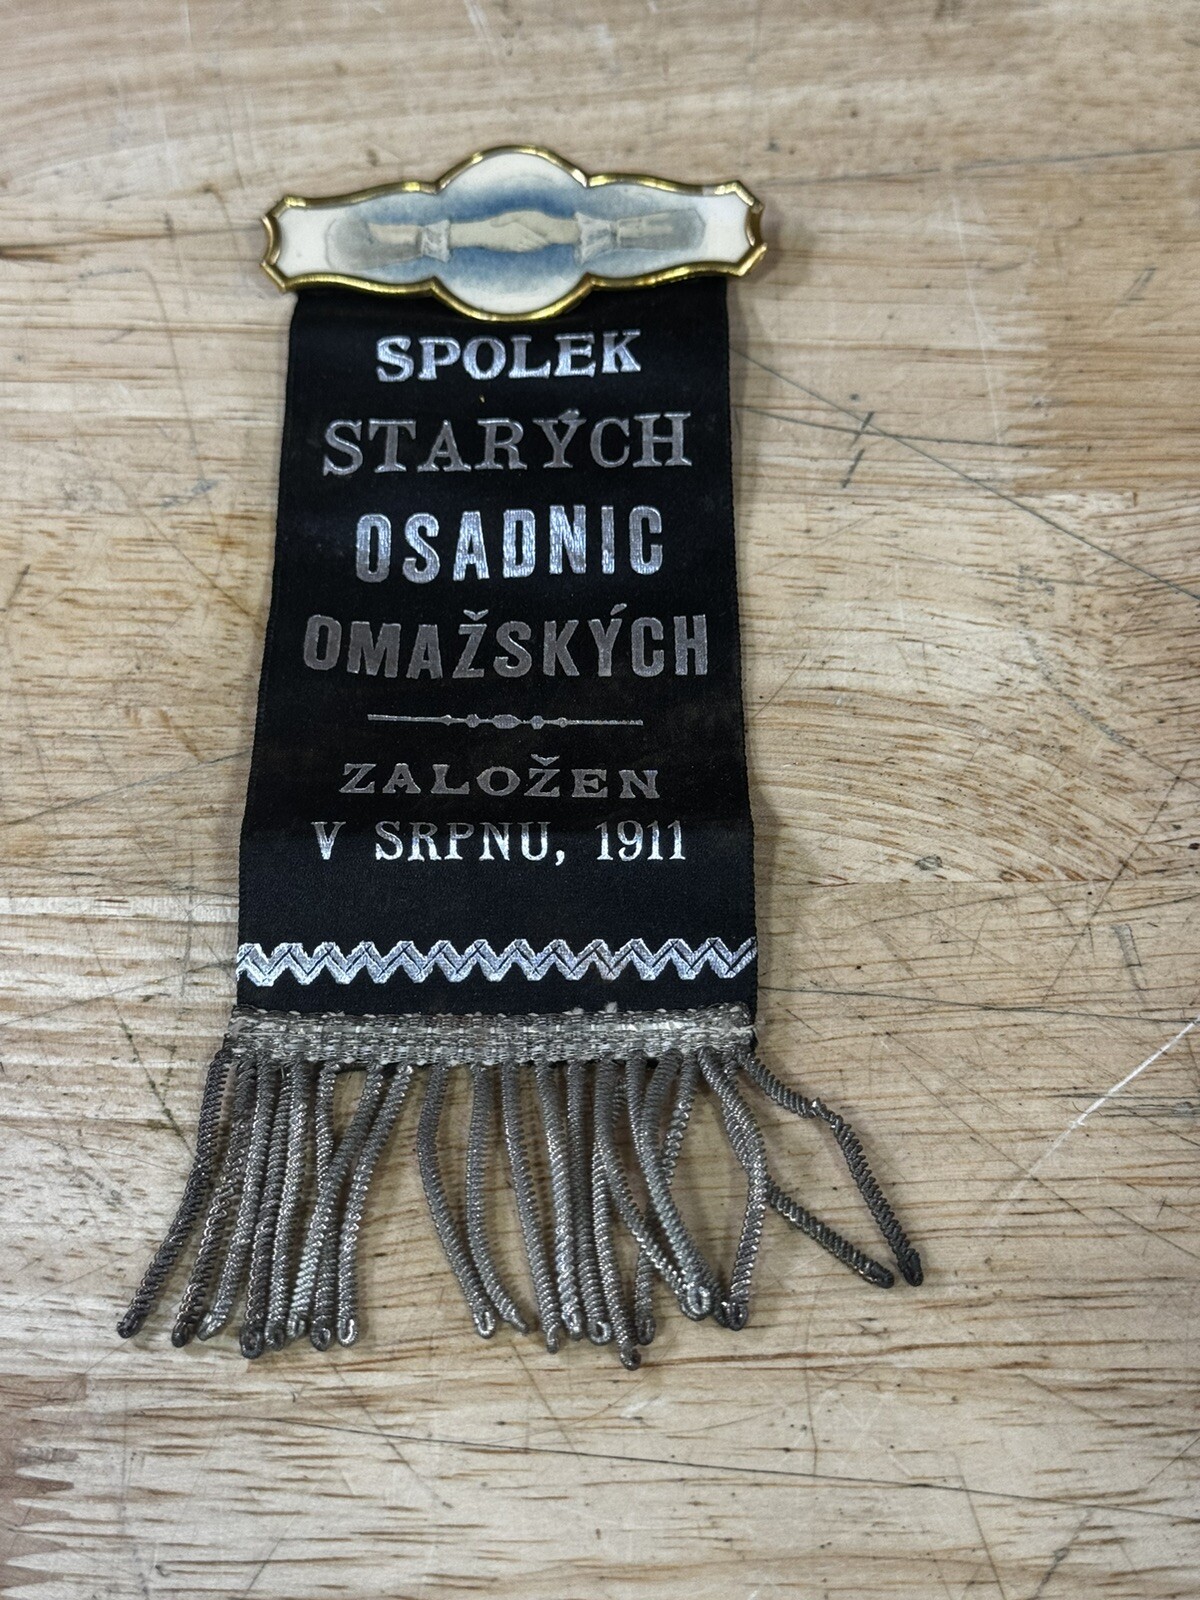 SPOLEK
STARÝCH
OSADNIC
OMAŽSKÝCH
ZALOŽEN
V SRPNU, 1911